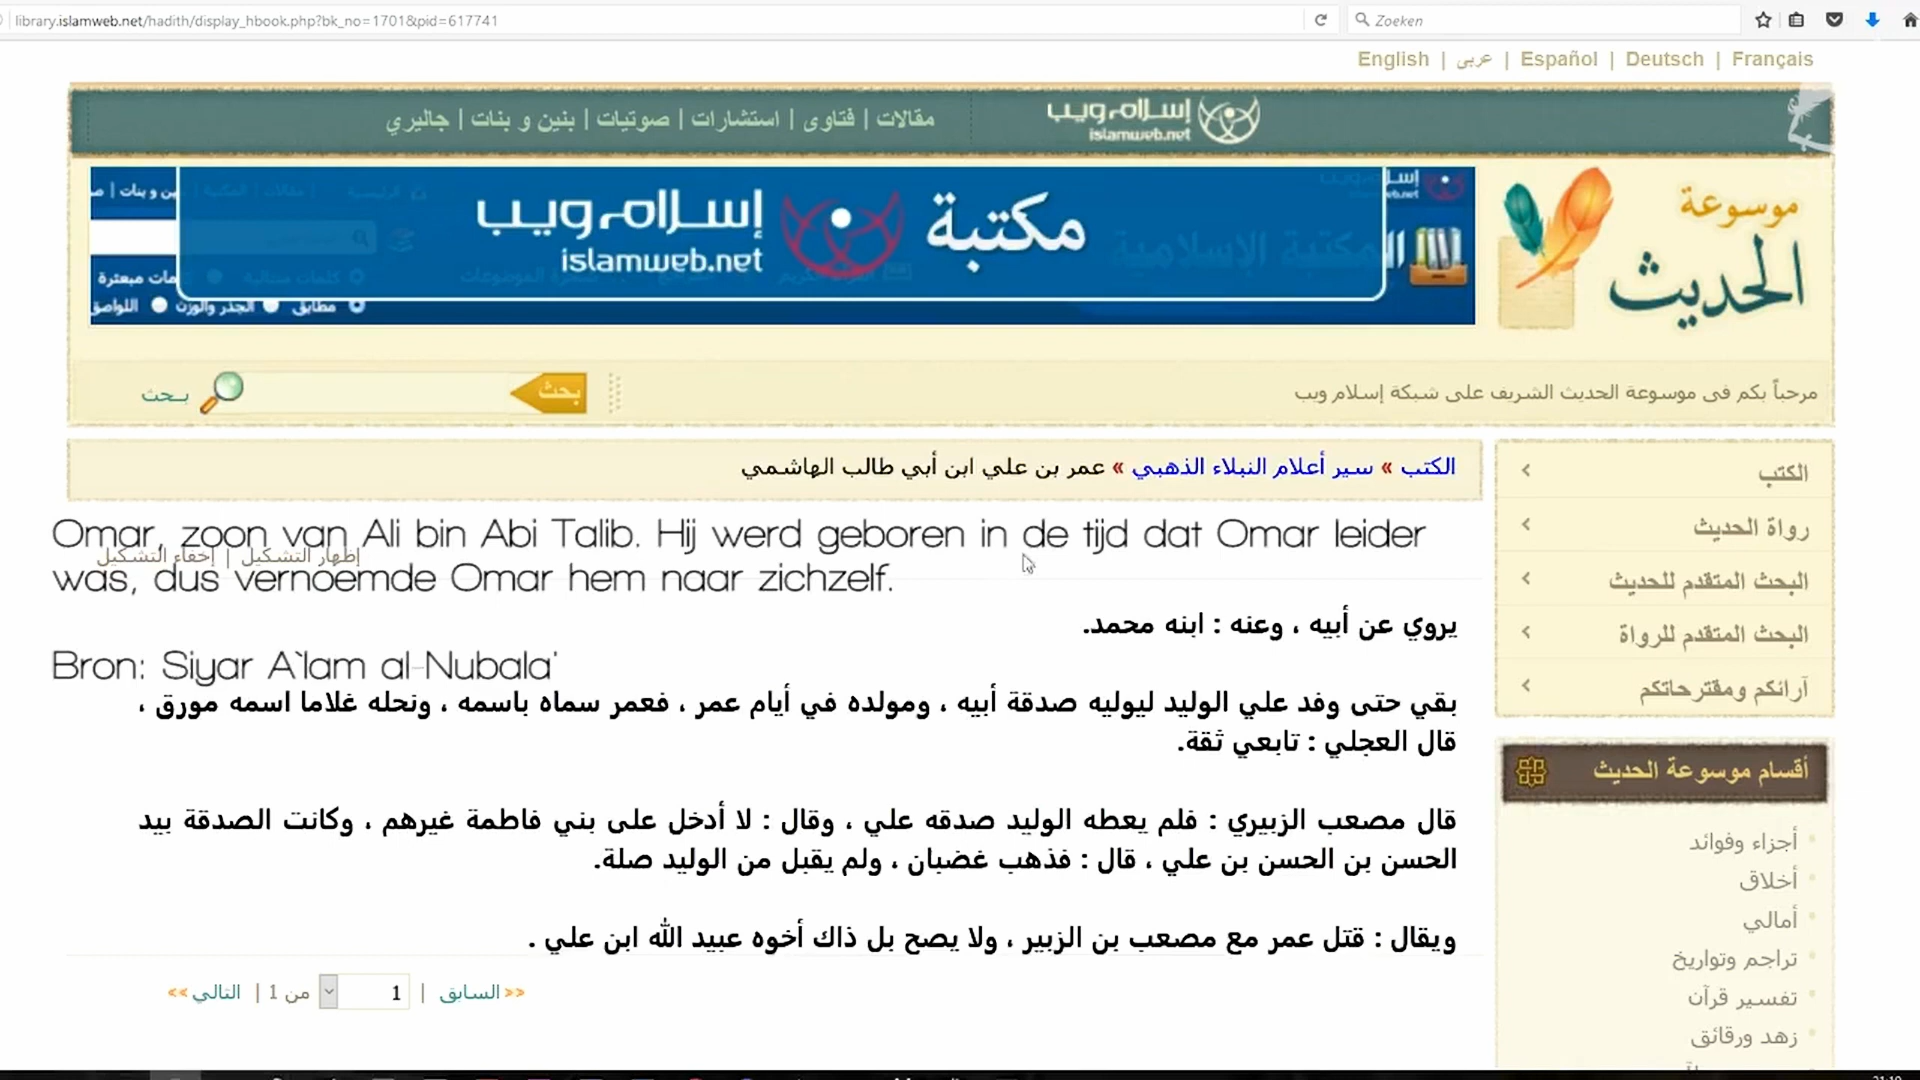 library.islamweb.net/hadith/display_hbook.php?bk_no=1701&pid=617741
Zoeken
English | عربى | Español | Deutsch | Français
إسلام ويب
islamweb.net
مقالات | فتاوى | استشارات | صوتيات | بنين و بنات | جاليري
موسوعة
الحديث
مكتبة
إسلام ويب
islamweb.net
المكتبة الإسلامية
مطابق
الجذر والوزن
مرحباً بكم فى موسوعة الحديث الشريف على شبكة إسلام ويب
بحث
بـحث
الكتب » سير أعلام النبلاء الذهبي » عمر بن علي ابن أبي طالب الهاشمي
إظهار التشكيل | إخفاء التشكيل
Omar, zoon van Ali bin Abi Talib. Hij werd geboren in de tijd dat Omar leider
was, dus vernoemde Omar hem naar zichzelf.
يروي عن أبيه ، وعنه : ابنه محمد.
Bron: Siyar A`lam al-Nubala'
بقي حتى وفد علي الوليد ليوليه صدقة أبيه ، ومولده في أيام عمر ، فعمر سماه باسمه ، ونحله غلاما اسمه مورق ،
قال العجلي : تابعي ثقة.
قال مصعب الزبيري : فلم يعطه الوليد صدقه علي ، وقال : لا أدخل على بني فاطمة غيرهم ، وكانت الصدقة بيد
الحسن بن الحسن بن علي ، قال : فذهب غضبان ، ولم يقبل من الوليد صلة.
ويقال : قتل عمر مع مصعب بن الزبير ، ولا يصح بل ذاك أخوه عبيد الله ابن علي .
<< السابق | 1 من 1 | التالي >>
الكتب
رواة الحديث
البحث المتقدم للحديث
البحث المتقدم للرواة
آرائكم ومقترحاتكم
أقسام موسوعة الحديث
أجزاء وفوائد
أخلاق
أمالي
تراجم وتواريخ
تفسير قرآن
زهد ورقائق